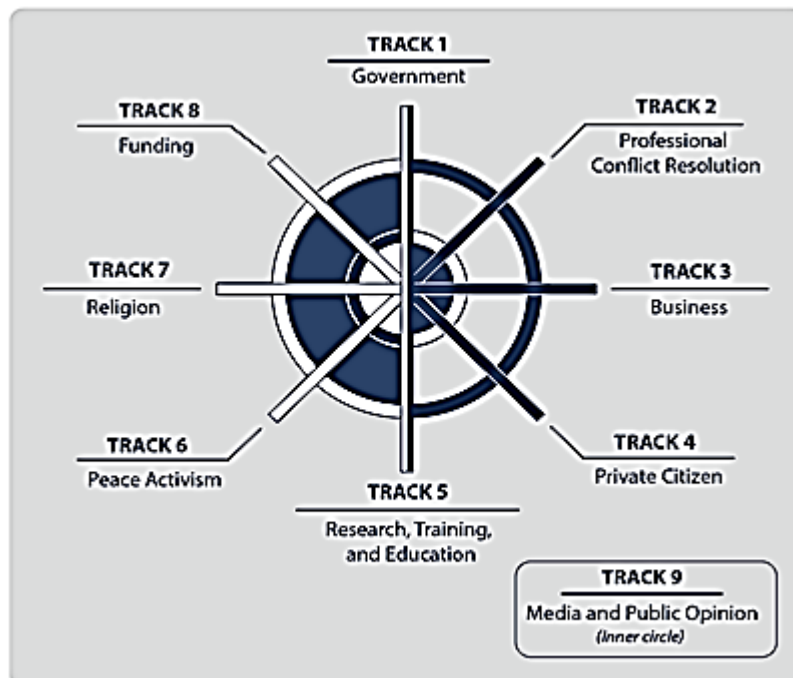 TRACK 1
Government
TRACK 8
Funding
TRACK 2
Professional
Conflict Resolution
TRACK 7
Religion
TRACK 3
Business
TRACK 6
Peace Activism
TRACK 4
Private Citizen
TRACK 5
Research, Training,
and Education
TRACK 9
Media and Public Opinion
(Inner circle)